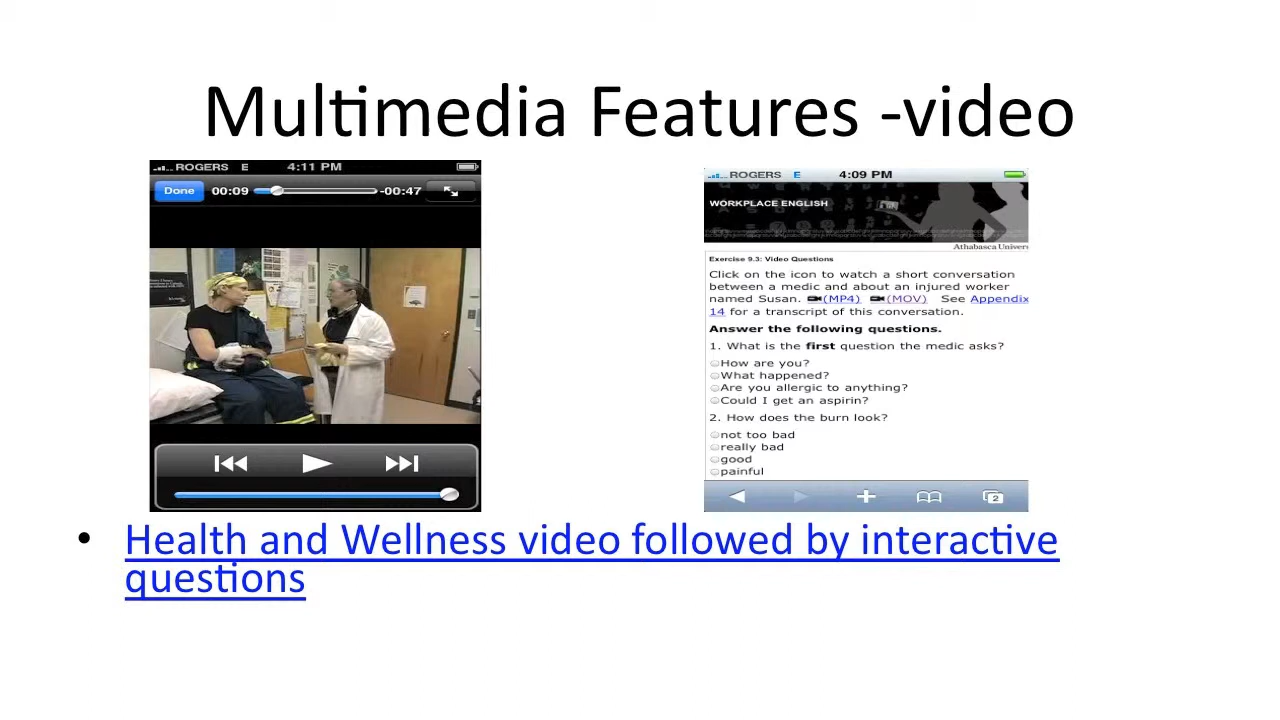 Multimedia Features -video
ROGERS E 4:11 PM
Done 00:09 -00:47
ROGERS E 4:09 PM
WORKPLACE ENGLISH
Athabasca Univers
Exercise 9.3: Video Questions
Click on the icon to watch a short conversation
between a medic and about an injured worker
named Susan. (MP4) (MOV) See Appendix
14 for a transcript of this conversation.
Answer the following questions.
1. What is the first question the medic asks?
How are you?
What happened?
Are you allergic to anything?
Could I get an aspirin?
2. How does the burn look?
not too bad
really bad
good
painful
2
• Health and Wellness video followed by interactive
questions